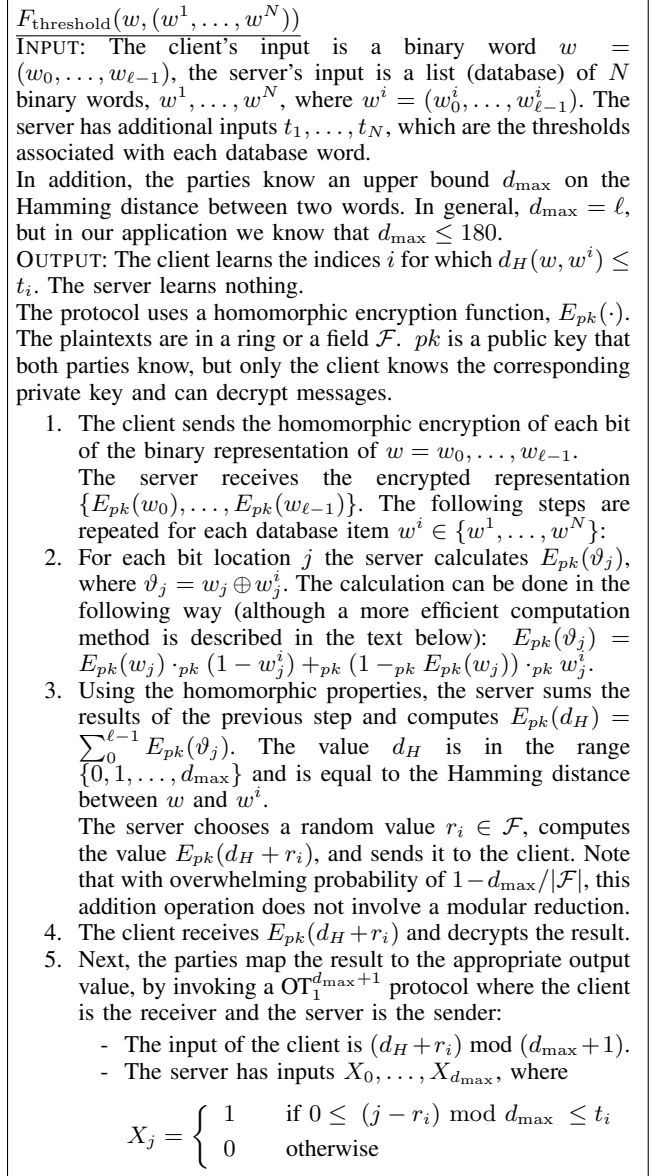 F_threshold(w, (w^1, . . . , w^N))
INPUT: The client's input is a binary word w =
(w_0, . . . , w_{ℓ−1}), the server's input is a list (database) of N
binary words, w^1, . . . , w^N, where w^i = (w^i_0, . . . , w^i_{ℓ−1}). The
server has additional inputs t_1, . . . , t_N, which are the thresholds
associated with each database word.
In addition, the parties know an upper bound d_max on the
Hamming distance between two words. In general, d_max = ℓ,
but in our application we know that d_max ≤ 180.
OUTPUT: The client learns the indices i for which d_H(w, w^i) ≤
t_i. The server learns nothing.
The protocol uses a homomorphic encryption function, E_pk(·).
The plaintexts are in a ring or a field F. pk is a public key that
both parties know, but only the client knows the corresponding
private key and can decrypt messages.
1. The client sends the homomorphic encryption of each bit
of the binary representation of w = w_0, . . . , w_{ℓ−1}.
The server receives the encrypted representation
{E_pk(w_0), . . . , E_pk(w_{ℓ−1})}. The following steps are
repeated for each database item w^i ∈ {w^1, . . . , w^N}:
2. For each bit location j the server calculates E_pk(ϑ_j),
where ϑ_j = w_j ⊕ w^i_j. The calculation can be done in the
following way (although a more efficient computation
method is described in the text below): E_pk(ϑ_j) =
E_pk(w_j) ·_pk (1 − w^i_j) +_pk (1 −_pk E_pk(w_j)) ·_pk w^i_j.
3. Using the homomorphic properties, the server sums the
results of the previous step and computes E_pk(d_H) =
∑_0^{ℓ−1} E_pk(ϑ_j). The value d_H is in the range
{0, 1, . . . , d_max} and is equal to the Hamming distance
between w and w^i.
The server chooses a random value r_i ∈ F, computes
the value E_pk(d_H + r_i), and sends it to the client. Note
that with overwhelming probability of 1−d_max/|F|, this
addition operation does not involve a modular reduction.
4. The client receives E_pk(d_H +r_i) and decrypts the result.
5. Next, the parties map the result to the appropriate output
value, by invoking a OT_1^{d_max+1} protocol where the client
is the receiver and the server is the sender:
- The input of the client is (d_H +r_i) mod (d_max+1).
- The server has inputs X_0, . . . , X_{d_max}, where
X_j = { 1 if 0 ≤ (j − r_i) mod d_max ≤ t_i
0 otherwise